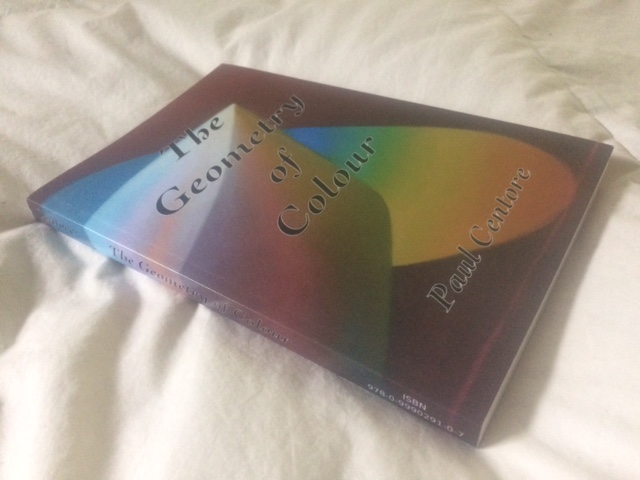 The
Geometry
of
Colour
Paul Centore
The Geometry of Colour
ISBN
978-0-9990291-0-7